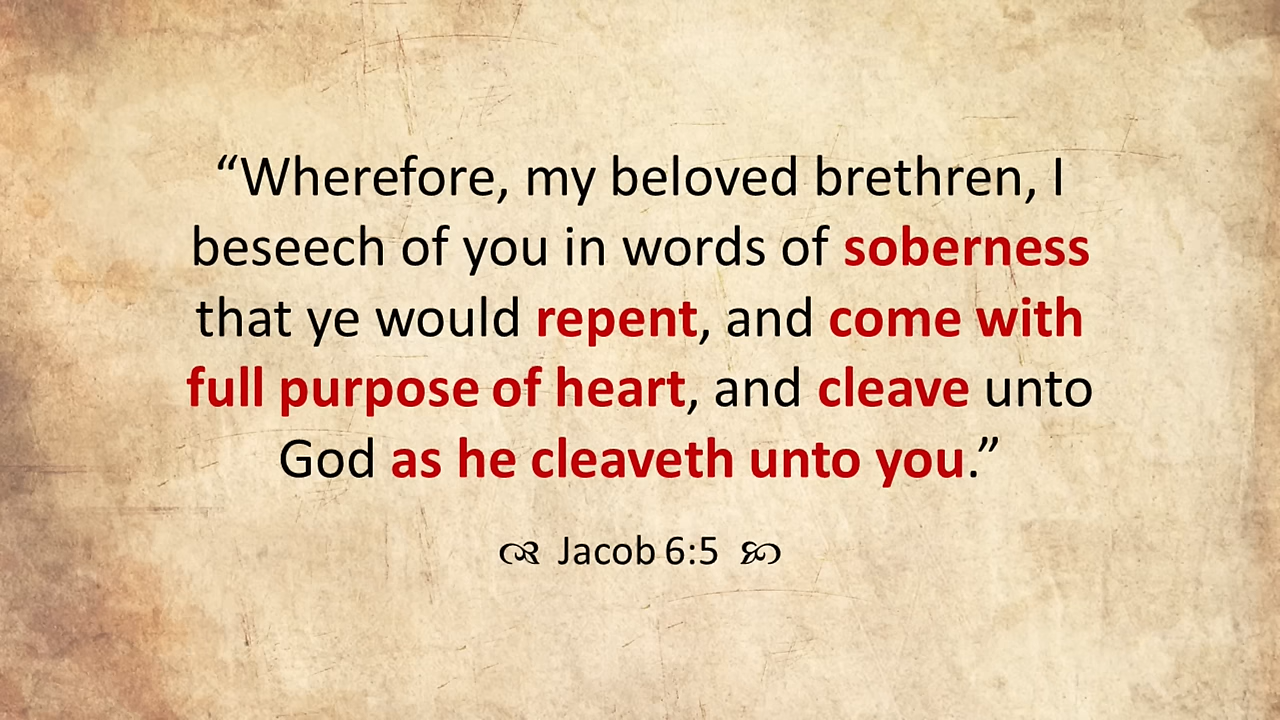 “Wherefore, my beloved brethren, I
beseech of you in words of soberness
that ye would repent, and come with
full purpose of heart, and cleave unto
God as he cleaveth unto you.”
Jacob 6:5